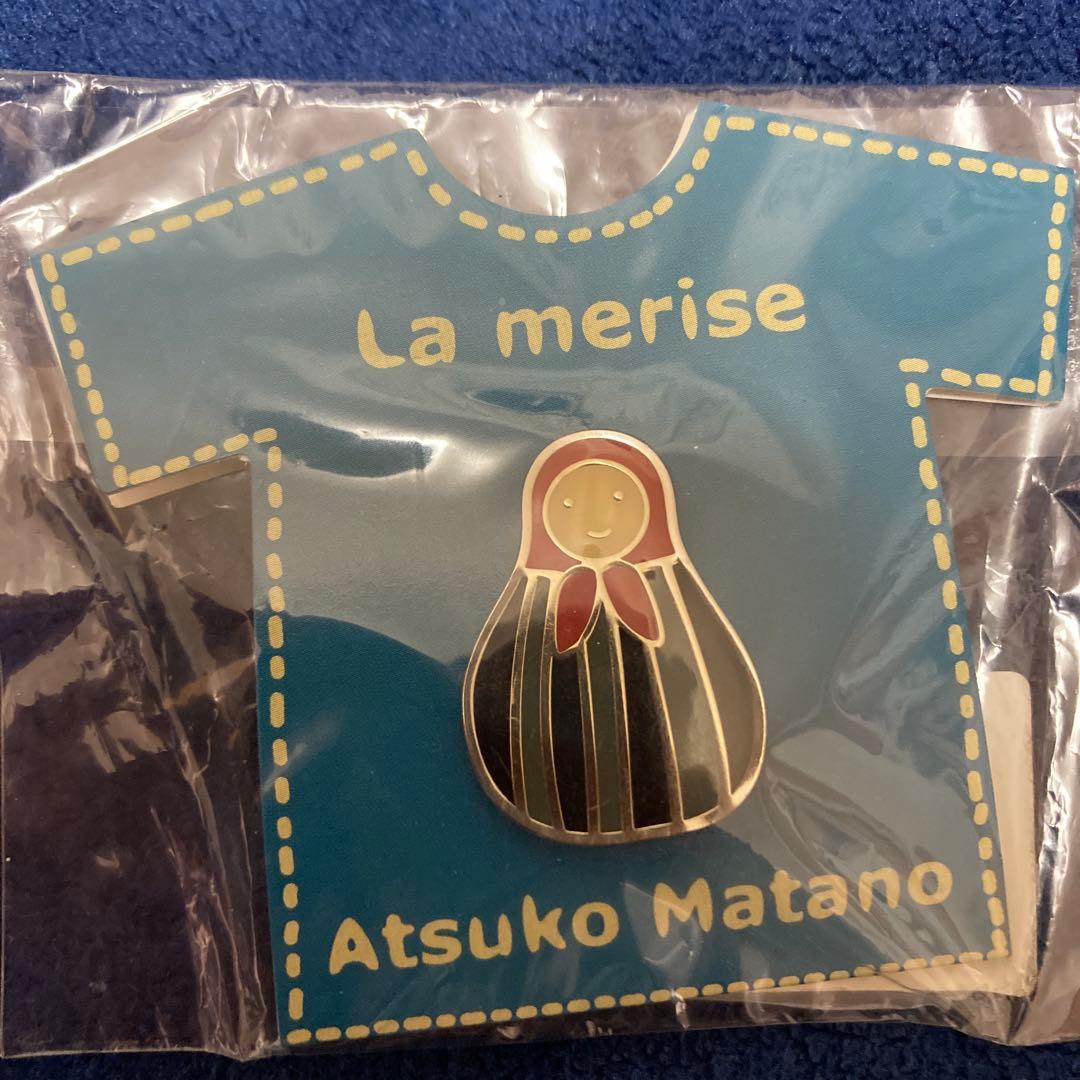 La merise
Atsuko Matano